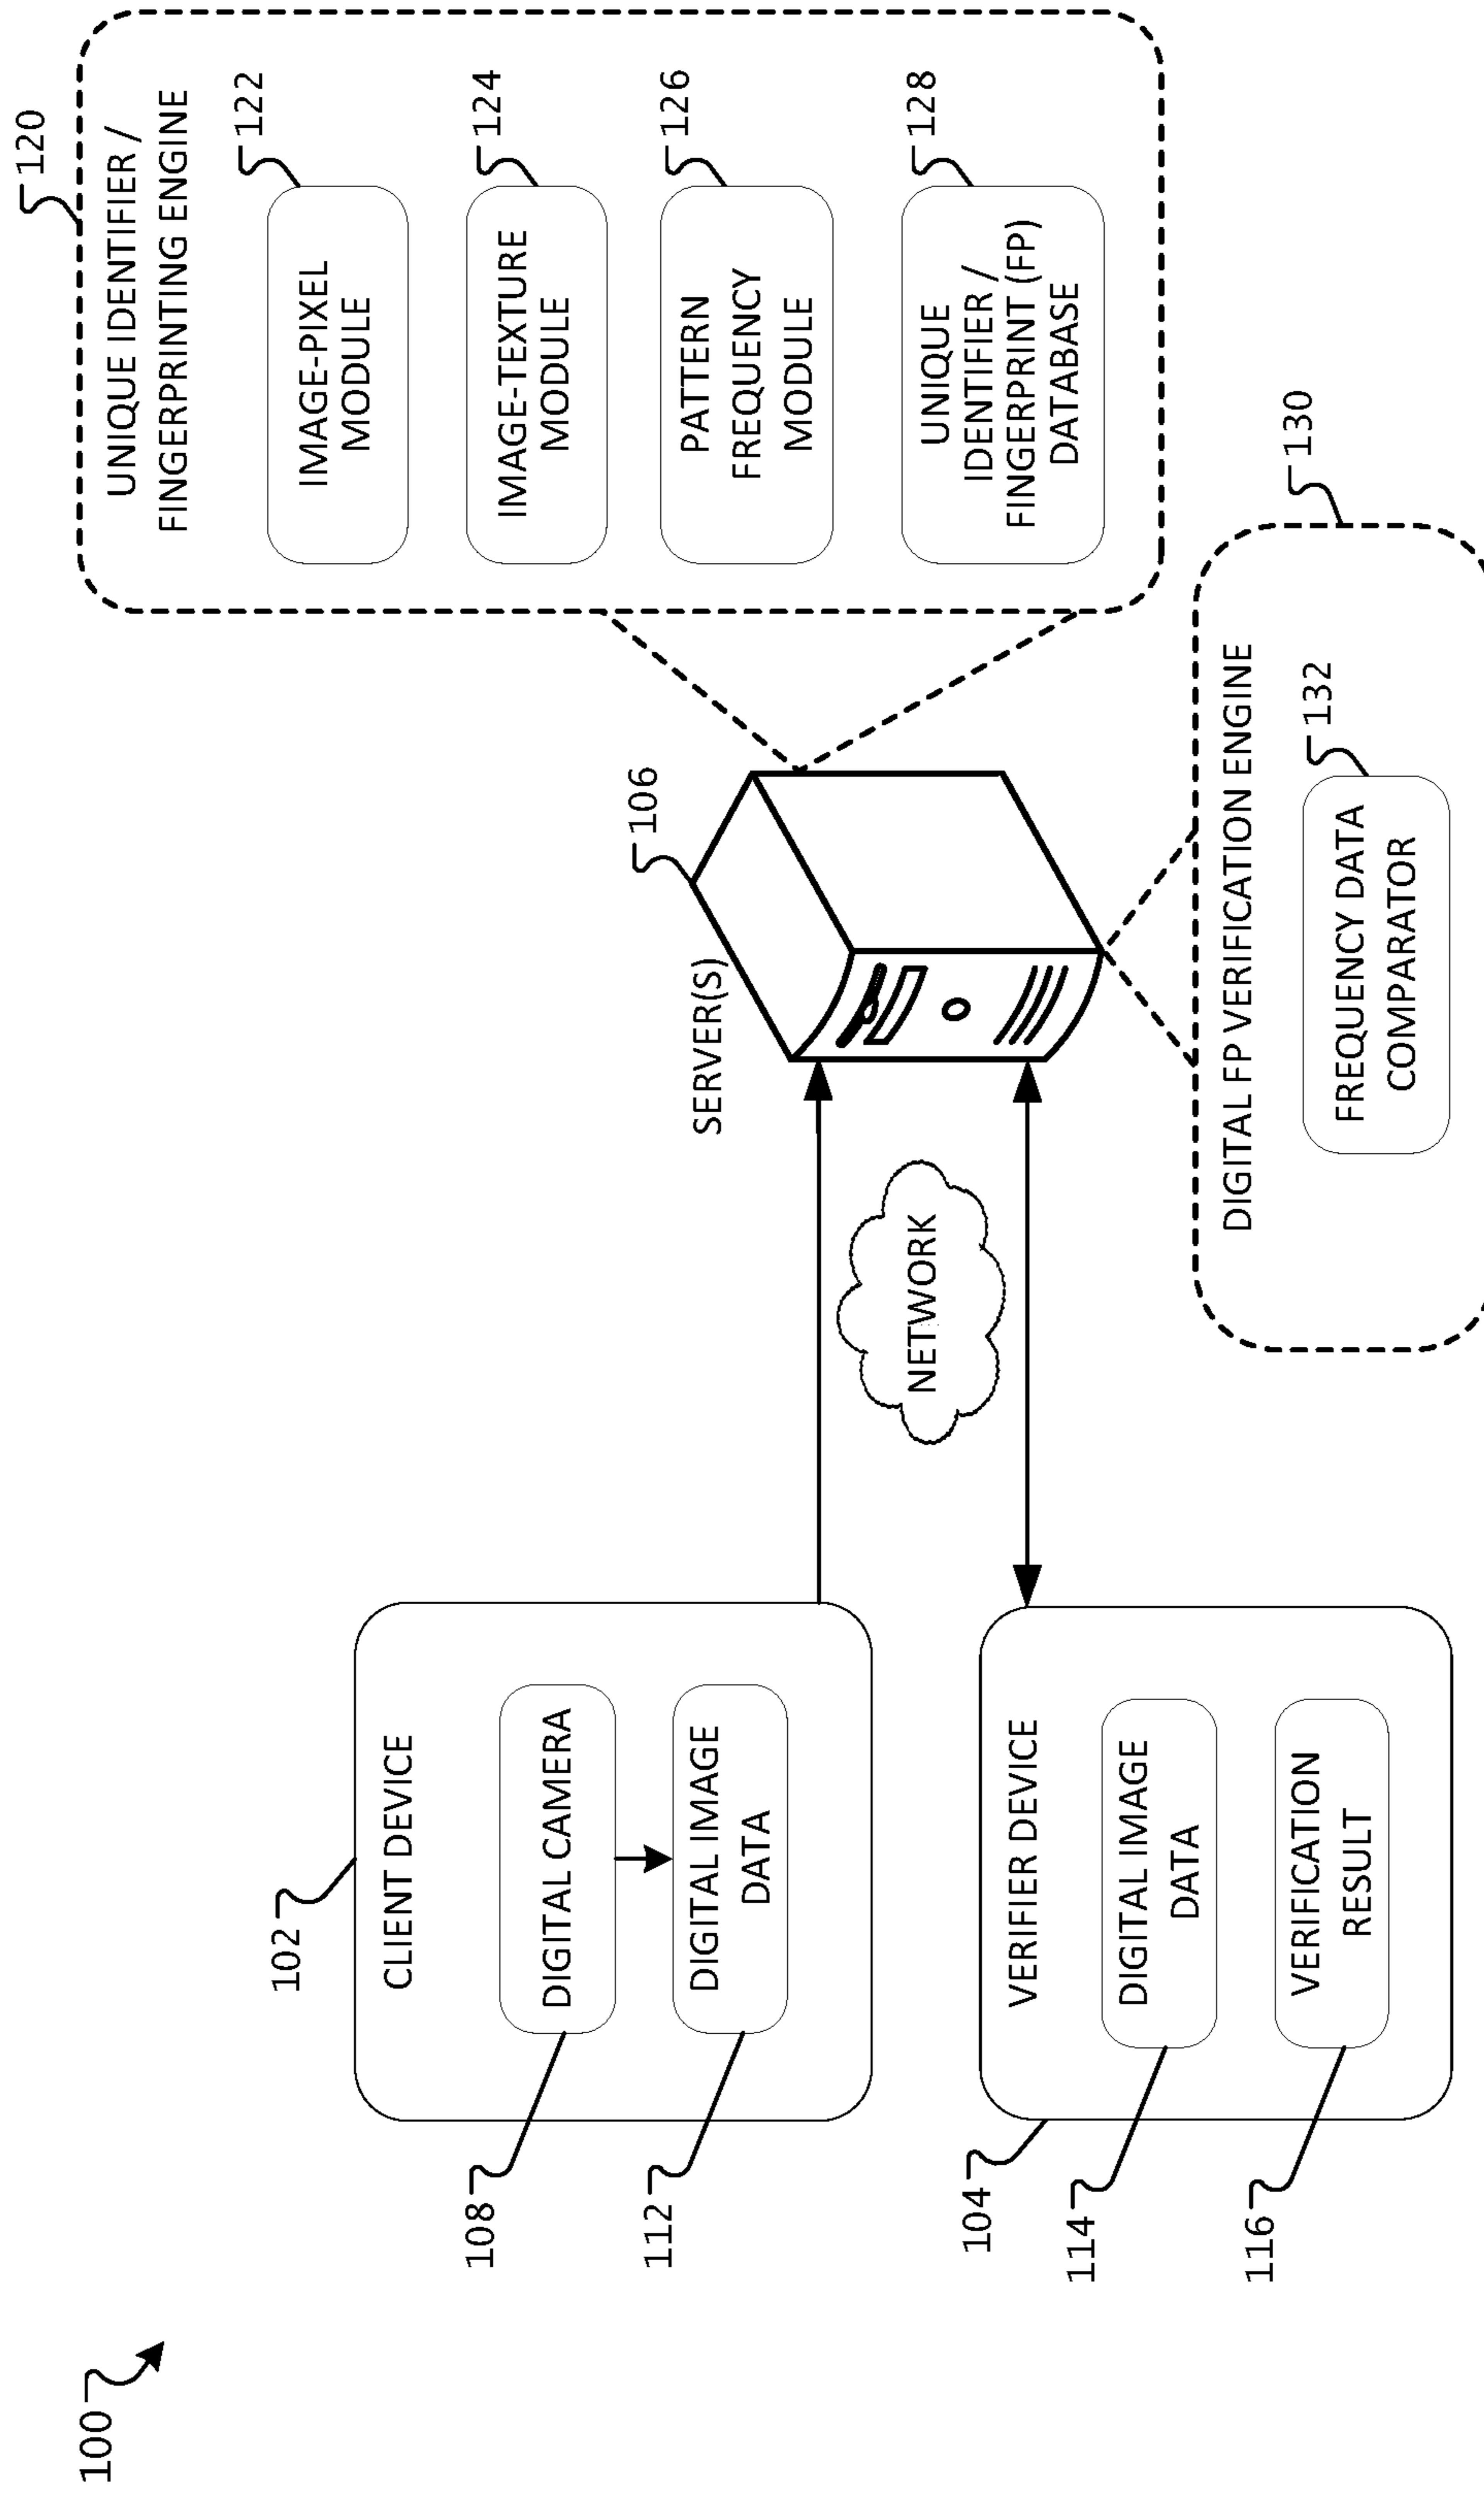 100
102
CLIENT DEVICE
108
DIGITAL CAMERA
112
DIGITAL IMAGE
DATA
104
VERIFIER DEVICE
114
DIGITAL IMAGE
DATA
116
VERIFICATION
RESULT
NETWORK
SERVER(S)
106
120
UNIQUE IDENTIFIER /
FINGERPRINTING ENGINE
122
IMAGE-PIXEL
MODULE
124
IMAGE-TEXTURE
MODULE
126
PATTERN
FREQUENCY
MODULE
128
UNIQUE
IDENTIFIER /
FINGERPRINT (FP)
DATABASE
130
DIGITAL FP VERIFICATION ENGINE
132
FREQUENCY DATA
COMPARATOR